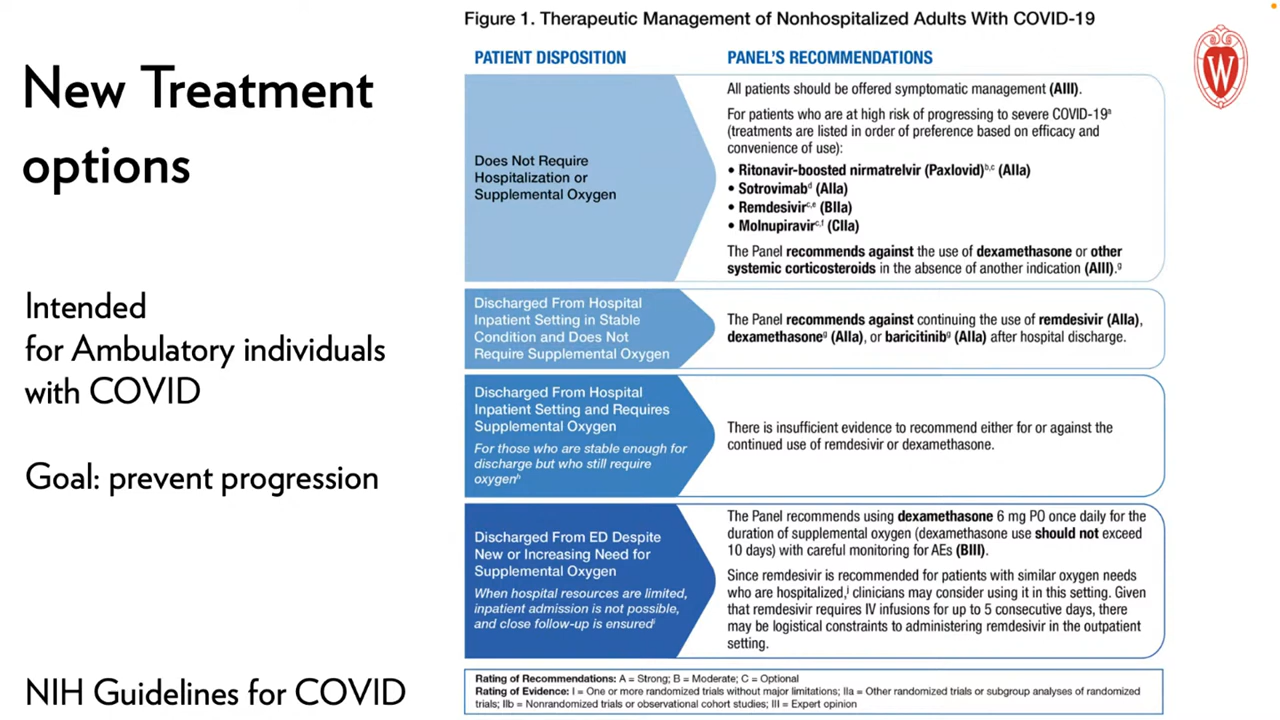 New Treatment
options
Intended
for Ambulatory individuals
with COVID
Goal: prevent progression
NIH Guidelines for COVID
Figure 1. Therapeutic Management of Nonhospitalized Adults With COVID-19
PATIENT DISPOSITION
PANEL'S RECOMMENDATIONS
Does Not Require
Hospitalization or
Supplemental Oxygen
All patients should be offered symptomatic management (AIII).
For patients who are at high risk of progressing to severe COVID-19ᵃ
(treatments are listed in order of preference based on efficacy and
convenience of use):
• Ritonavir-boosted nirmatrelvir (Paxlovid)ᵇ,ᶜ (AIIa)
• Sotrovimabᵈ (AIIa)
• Remdesivirᶜ,ᵉ (BIIa)
• Molnupiravirᶜ,ᶠ (CIIa)
The Panel recommends against the use of dexamethasone or other
systemic corticosteroids in the absence of another indication (AIII).ᵍ
Discharged From Hospital
Inpatient Setting in Stable
Condition and Does Not
Require Supplemental Oxygen
The Panel recommends against continuing the use of remdesivir (AIIa),
dexamethasoneᵍ (AIIa), or baricitinibᵍ (AIIa) after hospital discharge.
Discharged From Hospital
Inpatient Setting and Requires
Supplemental Oxygen
For those who are stable enough for
discharge but who still require
oxygenʰ
There is insufficient evidence to recommend either for or against the
continued use of remdesivir or dexamethasone.
Discharged From ED Despite
New or Increasing Need for
Supplemental Oxygen
When hospital resources are limited,
inpatient admission is not possible,
and close follow-up is ensuredⁱ
The Panel recommends using dexamethasone 6 mg PO once daily for the
duration of supplemental oxygen (dexamethasone use should not exceed
10 days) with careful monitoring for AEs (BIII).
Since remdesivir is recommended for patients with similar oxygen needs
who are hospitalized,ʲ clinicians may consider using it in this setting. Given
that remdesivir requires IV infusions for up to 5 consecutive days, there
may be logistical constraints to administering remdesivir in the outpatient
setting.
Rating of Recommendations: A = Strong; B = Moderate; C = Optional
Rating of Evidence: I = One or more randomized trials without major limitations; IIa = Other randomized trials or subgroup analyses of randomized
trials; IIb = Nonrandomized trials or observational cohort studies; III = Expert opinion
W